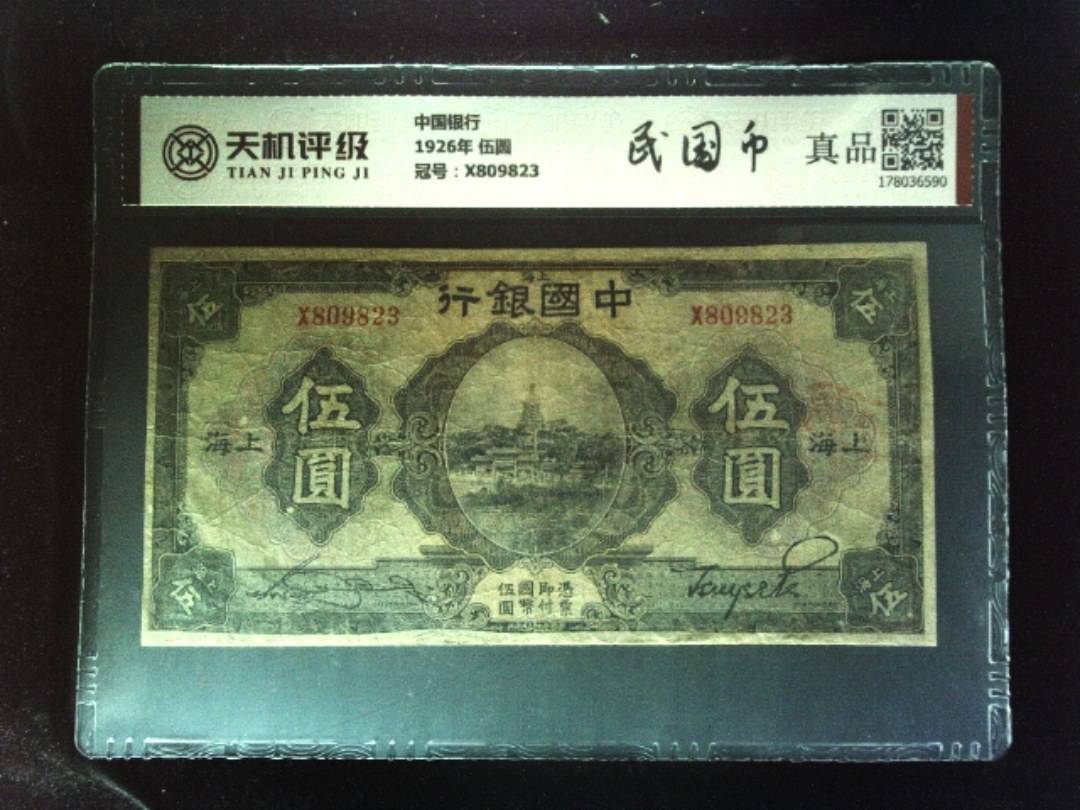 天机评级
TIAN JI PING JI
中国银行
1926年 伍圆
冠号：X809823
民国币
真品
178036590
上海
行銀國中
X809823
X809823
伍
伍
伍圓
伍圓
海上
海上
憑票即付國幣伍圓
Tsuyee Pei
伍
伍